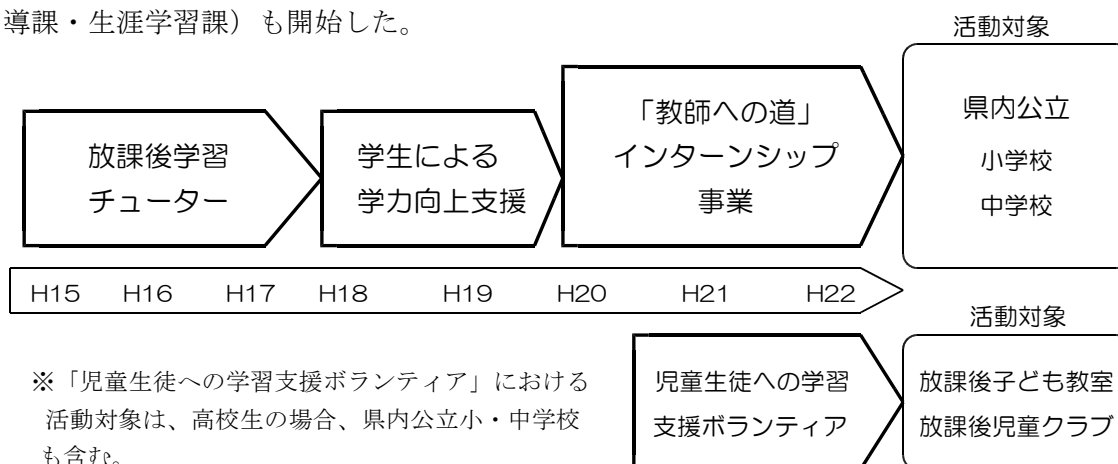 導課・生涯学習課)も開始した。
活動対象
放課後学習
チューター
学生による
学力向上支援
「教師への道」
インターンシップ
事業
県内公立
小学校
中学校
H15 H16 H17 H18 H19 H20 H21 H22
活動対象
※「児童生徒への学習支援ボランティア」における
活動対象は、高校生の場合、県内公立小・中学校
も含む。
児童生徒への学習
支援ボランティア
放課後子ども教室
放課後児童クラブ